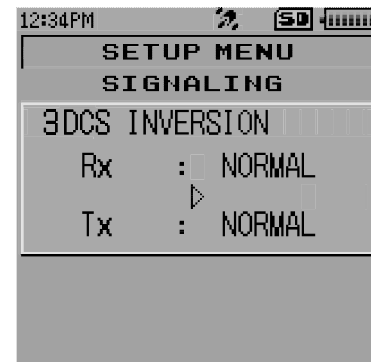 12:34PM SD
SETUP MENU
SIGNALING
3 DCS INVERSION
Rx : NORMAL
Tx : NORMAL